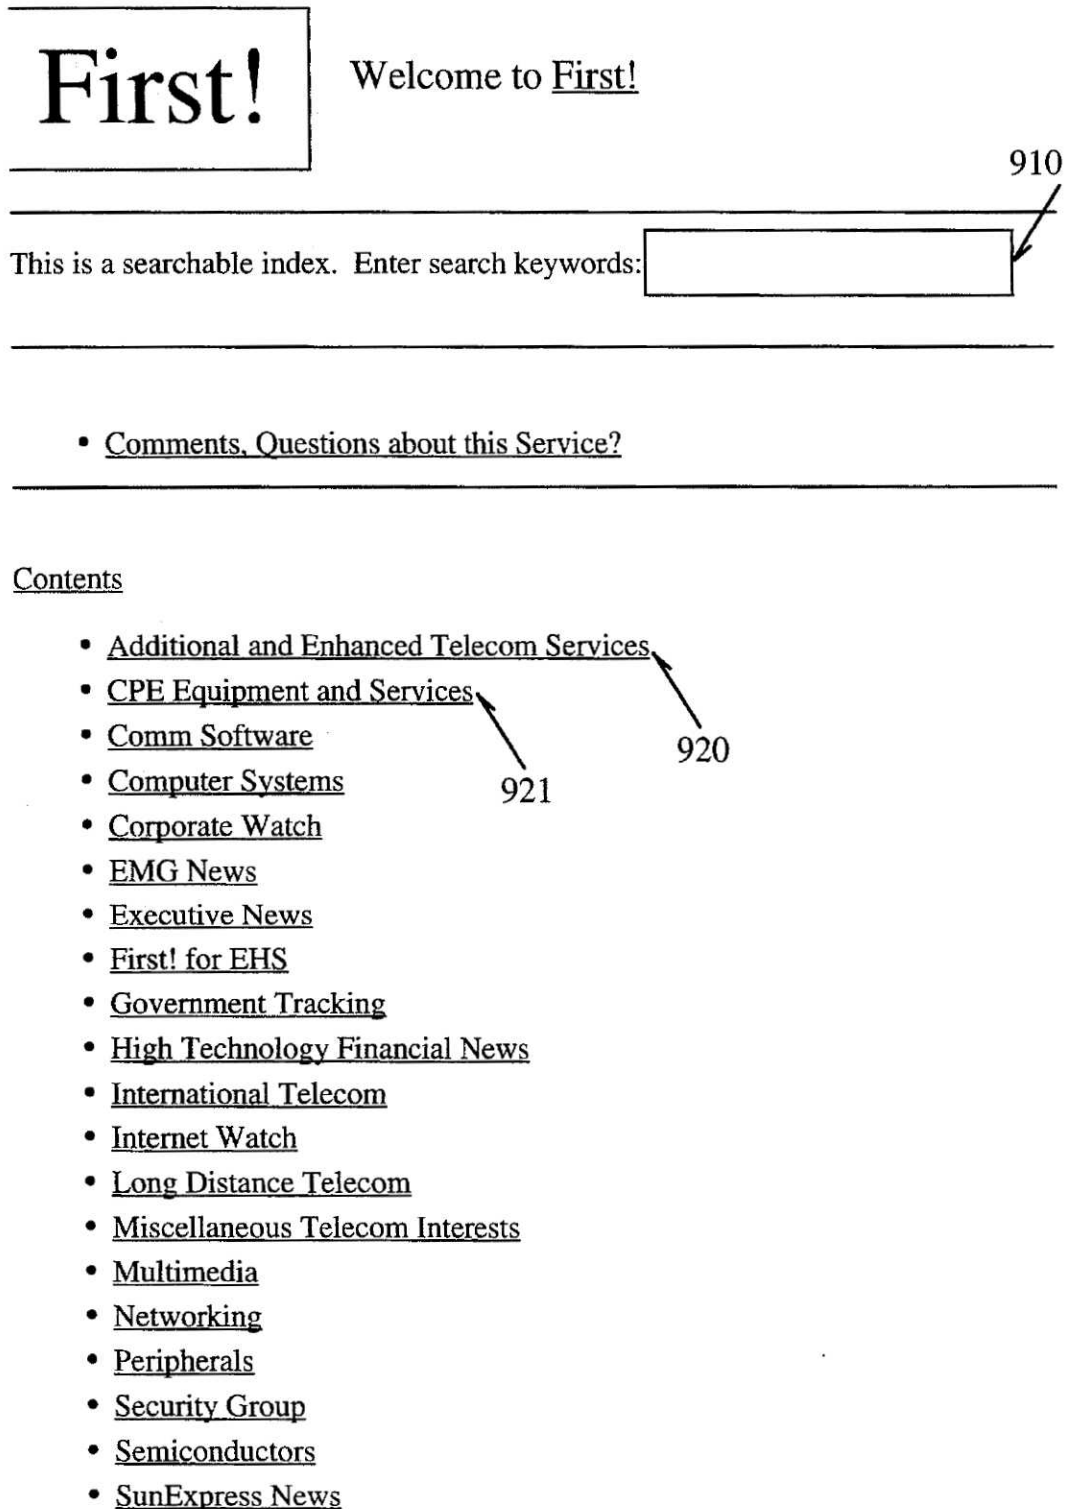 First!
Welcome to First!
910
This is a searchable index. Enter search keywords:
• Comments, Questions about this Service?
Contents
• Additional and Enhanced Telecom Services
• CPE Equipment and Services
• Comm Software
920
• Computer Systems
921
• Corporate Watch
• EMG News
• Executive News
• First! for EHS
• Government Tracking
• High Technology Financial News
• International Telecom
• Internet Watch
• Long Distance Telecom
• Miscellaneous Telecom Interests
• Multimedia
• Networking
• Peripherals
• Security Group
• Semiconductors
• SunExpress News